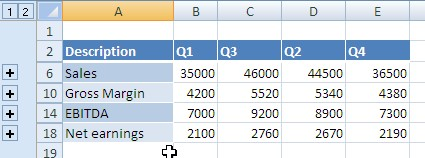 1 2
A B C D E
1
2 Description Q1 Q3 Q2 Q4
6 Sales 35000 46000 44500 36500
10 Gross Margin 4200 5520 5340 4380
14 EBITDA 7000 9200 8900 7300
18 Net earnings 2100 2760 2670 2190
19